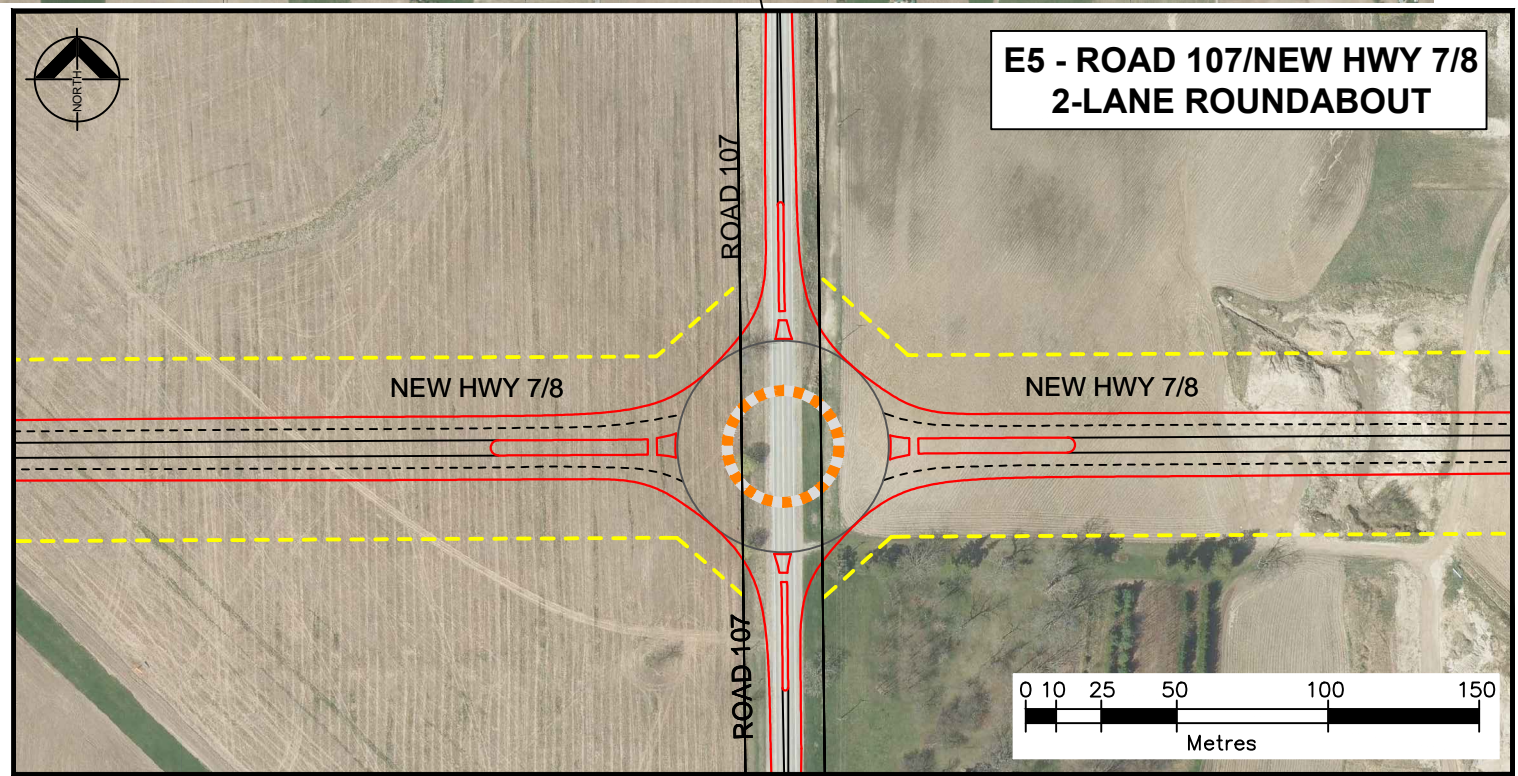 E5 - ROAD 107/NEW HWY 7/8
2-LANE ROUNDABOUT
NORTH
ROAD 107
NEW HWY 7/8
NEW HWY 7/8
ROAD 107
0 10 25 50 100 150
Metres